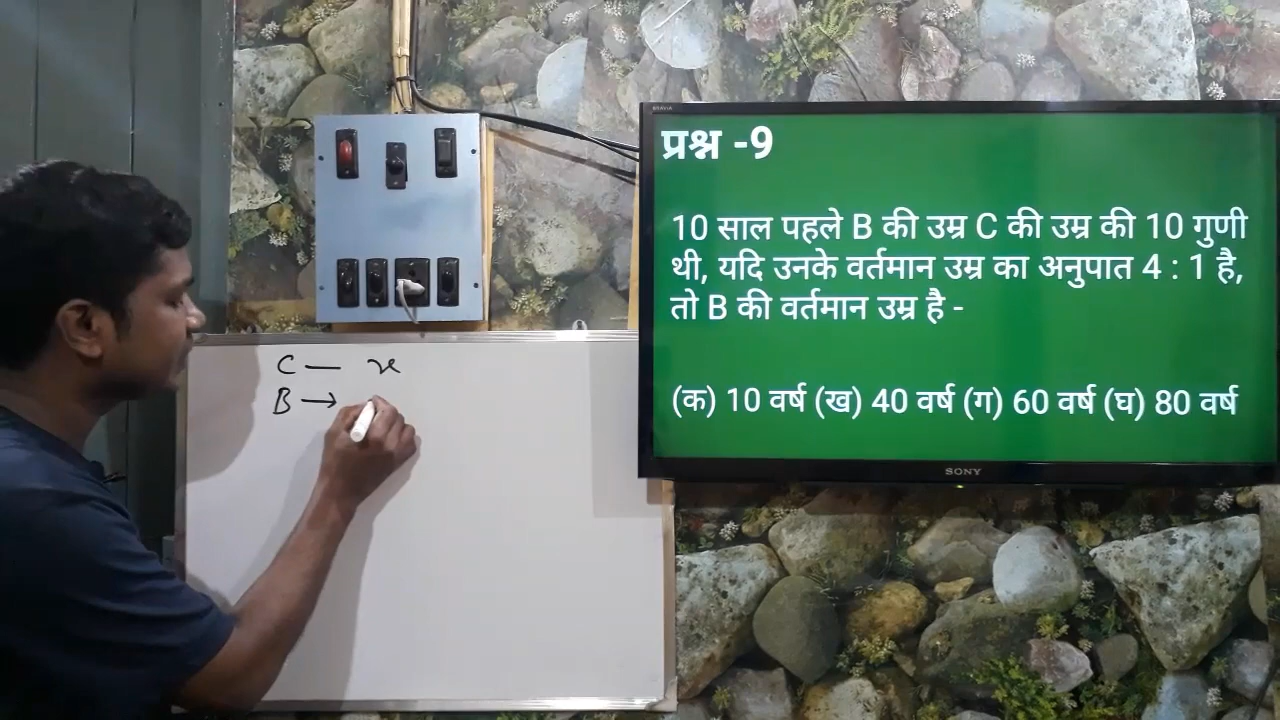 प्रश्न -9
10 साल पहले B की उम्र C की उम्र की 10 गुणी
थी, यदि उनके वर्तमान उम्र का अनुपात 4 : 1 है,
तो B की वर्तमान उम्र है -
(क) 10 वर्ष (ख) 40 वर्ष (ग) 60 वर्ष (घ) 80 वर्ष
BRAVIA
SONY
C — x
B →